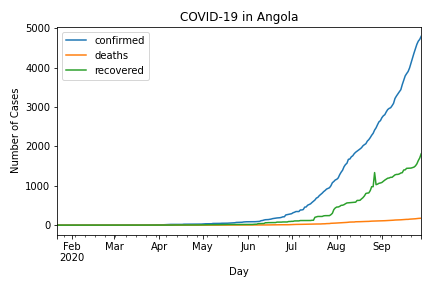 COVID-19 in Angola
confirmed
deaths
recovered
Number of Cases
5000
4000
3000
2000
1000
0
Feb Mar Apr May Jun Jul Aug Sep
2020
Day